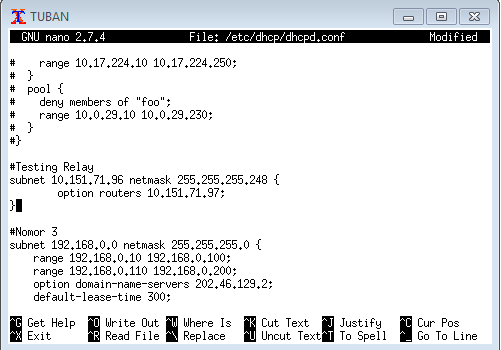 TUBAN
GNU nano 2.7.4 File: /etc/dhcp/dhcpd.conf Modified
#    range 10.17.224.10 10.17.224.250;
#  }
#  pool {
#    deny members of "foo";
#    range 10.0.29.10 10.0.29.230;
#  }
#}
#Testing Relay
subnet 10.151.71.96 netmask 255.255.255.248 {
        option routers 10.151.71.97;
}
#Nomor 3
subnet 192.168.0.0 netmask 255.255.255.0 {
    range 192.168.0.10 192.168.0.100;
    range 192.168.0.110 192.168.0.200;
    option domain-name-servers 202.46.129.2;
    default-lease-time 300;
^G Get Help ^O Write Out ^W Where Is ^K Cut Text ^J Justify ^C Cur Pos
^X Exit ^R Read File ^\ Replace ^U Uncut Text ^T To Spell ^_ Go To Line